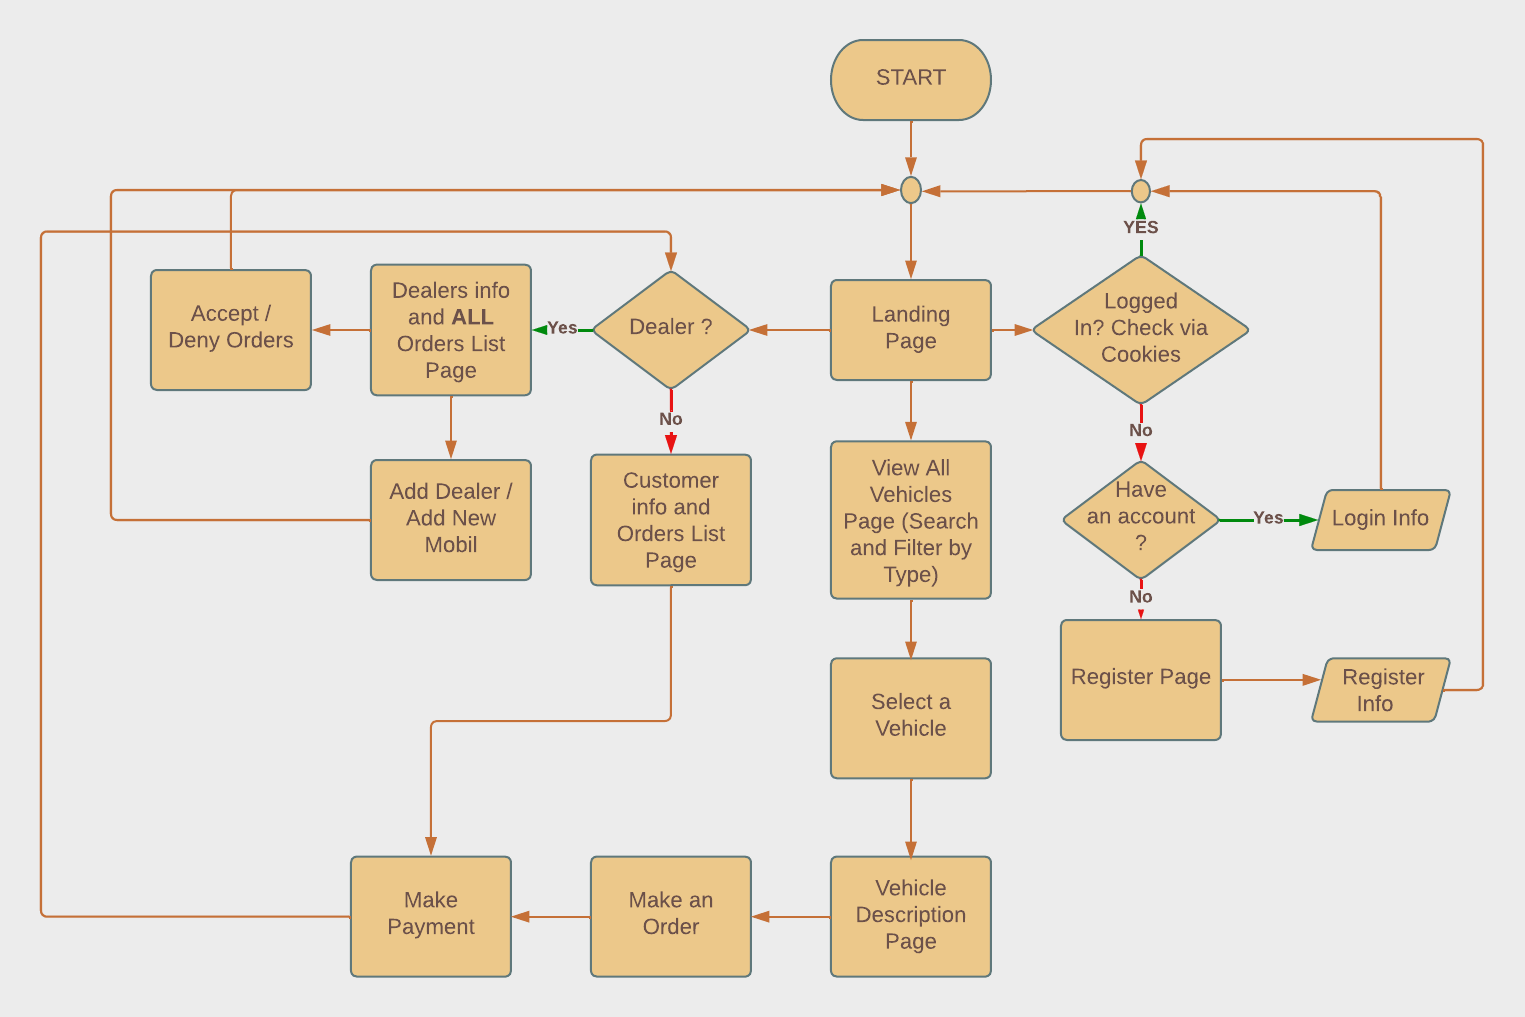 START
YES
Accept /
Deny Orders
Dealers info
and ALL
Orders List
Page
Yes
Dealer ?
Landing
Page
Logged
In? Check via
Cookies
No
No
Add Dealer /
Add New
Mobil
Customer
info and
Orders List
Page
View All
Vehicles
Page (Search
and Filter by
Type)
Have
an account
?
Yes
Login Info
No
Select a
Vehicle
Register Page
Register
Info
Make
Payment
Make an
Order
Vehicle
Description
Page